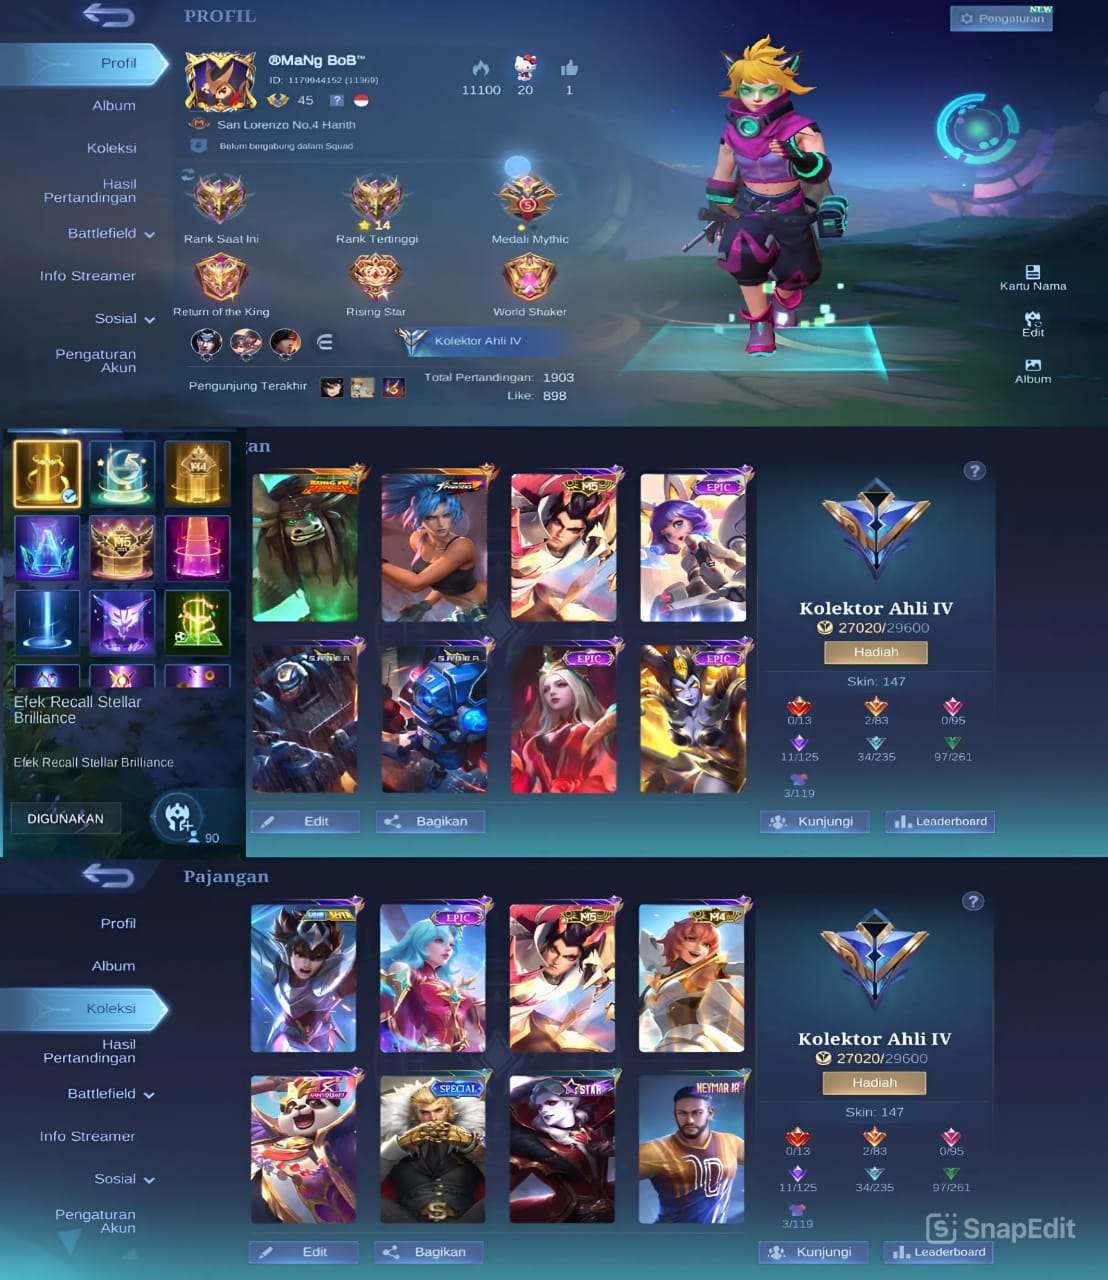 PROFIL
NEW
Pengaturan
Profil
Album
Koleksi
Hasil
Pertandingan
Battlefield
Info Streamer
Sosial
Pengaturan
Akun
®MaNg BoB™
ID: 1179944152 (11369)
45
?
San Lorenzo No.4 Harith
Belum bergabung dalam Squad
11100
20
1
14
5
Rank Saat Ini
Rank Tertinggi
Medali Mythic
Return of the King
Rising Star
World Shaker
Kolektor Ahli IV
Pengunjung Terakhir
Total Pertandingan: 1903
Like: 898
Kartu Nama
Edit
Album
gan
5
M4
M5
Efek Recall Stellar
Brilliance
Efek Recall Stellar Brilliance
DIGUNAKAN
90
KUNG FU
PANDA
M5
EPIC
SABER
SABER
EPIC
EPIC
Edit
Bagikan
?
Kolektor Ahli IV
27020/29600
Hadiah
Skin: 147
0/13
2/83
0/95
11/125
34/235
97/261
3/119
Kunjungi
Leaderboard
Pajangan
Profil
Album
Koleksi
Hasil
Pertandingan
Battlefield
Info Streamer
Sosial
Pengaturan
Akun
EPIC
M5
M4
SPECIAL
STAR
NEYMAR JR
10
S
Edit
Bagikan
?
Kolektor Ahli IV
27020/29600
Hadiah
Skin: 147
0/13
2/83
0/95
11/125
34/235
97/261
3/119
Kunjungi
Leaderboard
SnapEdit